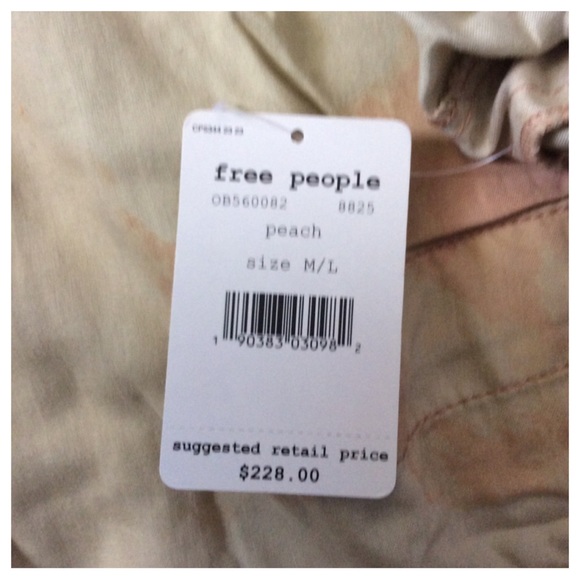 free people
OB560082 8825
peach
size M/L
1 90383 03098 2
suggested retail price
$228.00